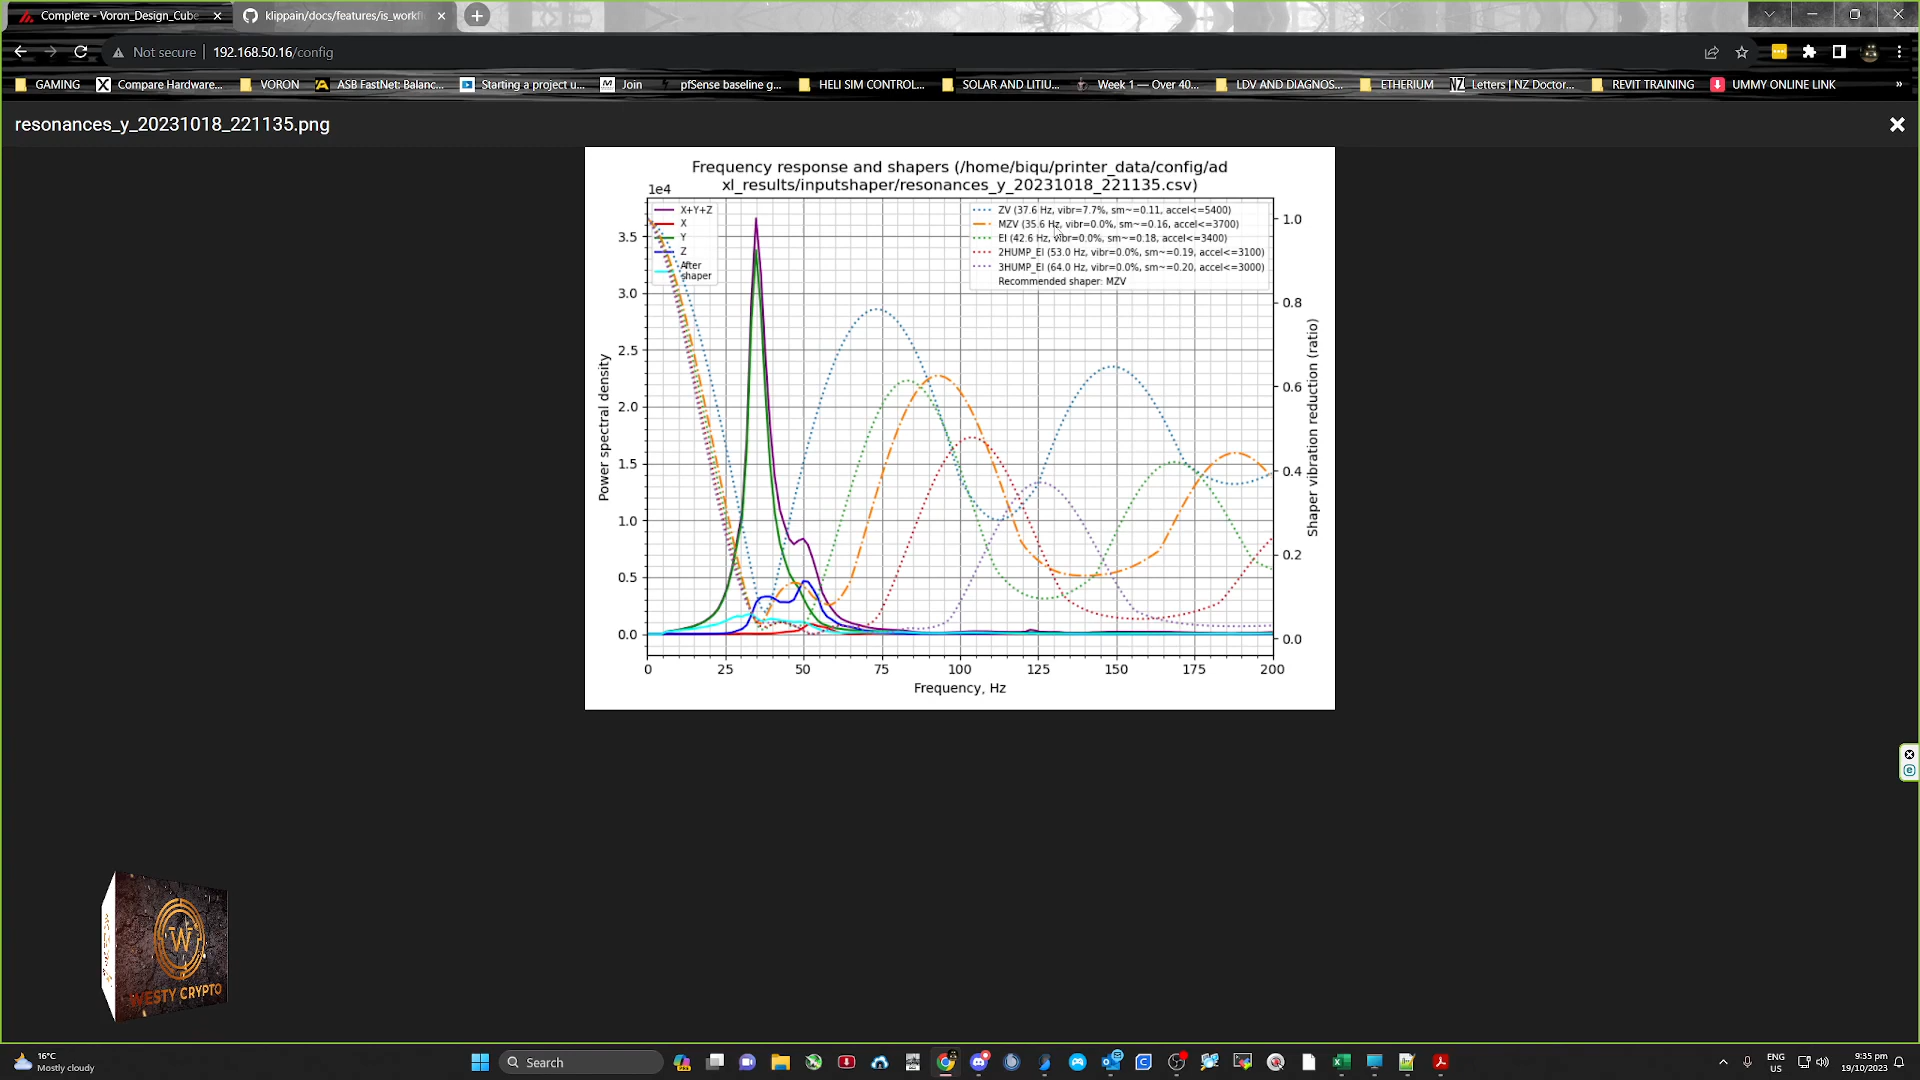 Complete - Voron_Design_Cube
klippain/docs/features/is_workfl
Not secure
192.168.50.16/config
GAMING
Compare Hardware...
VORON
ASB FastNet: Balanc...
Starting a project u...
Join
pfSense baseline g...
HELI SIM CONTROL...
SOLAR AND LITIU...
Week 1 — Over 40...
LDV AND DIAGNOS...
ETHERIUM
Letters | NZ Doctor...
REVIT TRAINING
UMMY ONLINE LINK
»
resonances_y_20231018_221135.png
Frequency response and shapers (/home/biqu/printer_data/config/ad
xl_results/inputshaper/resonances_y_20231018_221135.csv)
1e4
X+Y+Z
X
Y
Z
After
shaper
ZV (37.6 Hz, vibr=7.7%, sm~=0.11, accel<=5400)
MZV (35.6 Hz, vibr=0.0%, sm~=0.16, accel<=3700)
EI (42.6 Hz, vibr=0.0%, sm~=0.18, accel<=3400)
2HUMP_EI (53.0 Hz, vibr=0.0%, sm~=0.19, accel<=3100)
3HUMP_EI (64.0 Hz, vibr=0.0%, sm~=0.20, accel<=3000)
Recommended shaper: MZV
3.5
3.0
2.5
2.0
1.5
1.0
0.5
0.0
Power spectral density
1.0
0.8
0.6
0.4
0.2
0.0
Shaper vibration reduction (ratio)
0
25
50
75
100
125
150
175
200
Frequency, Hz
W
WESTY CRYPTO
16°C
Mostly cloudy
Search
ENG
US
9:35 pm
19/10/2023